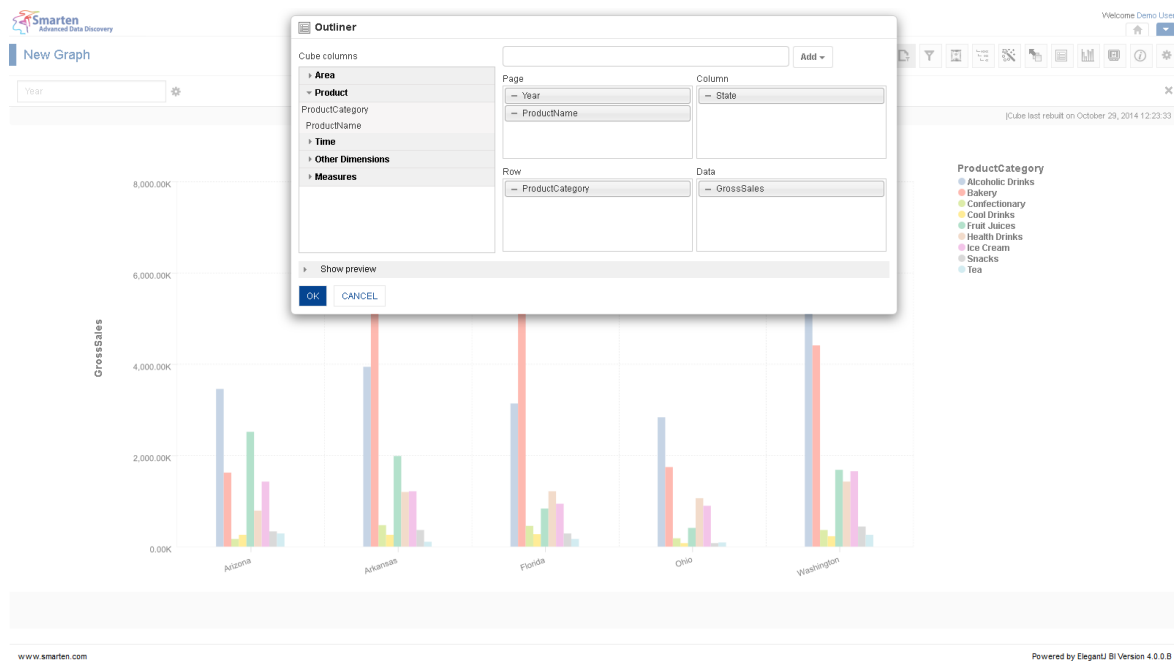 Smarten
Advanced Data Discovery
Welcome Demo User
New Graph
Outliner
Cube columns
Add
Area
Product
ProductCategory
ProductName
Time
Other Dimensions
Measures
Page
Year
ProductName
Column
State
Row
ProductCategory
Data
GrossSales
Show preview
OK
CANCEL
Year
|Cube last rebuilt on October 29, 2014 12:23:33
ProductCategory
Alcoholic Drinks
Bakery
Confectionary
Cool Drinks
Fruit Juices
Health Drinks
Ice Cream
Snacks
Tea
GrossSales
8,000.00K
6,000.00K
4,000.00K
2,000.00K
0.00K
Arizona
Arkansas
Florida
Ohio
Washington
www.smarten.com
Powered by ElegantJ BI Version 4.0.0.B